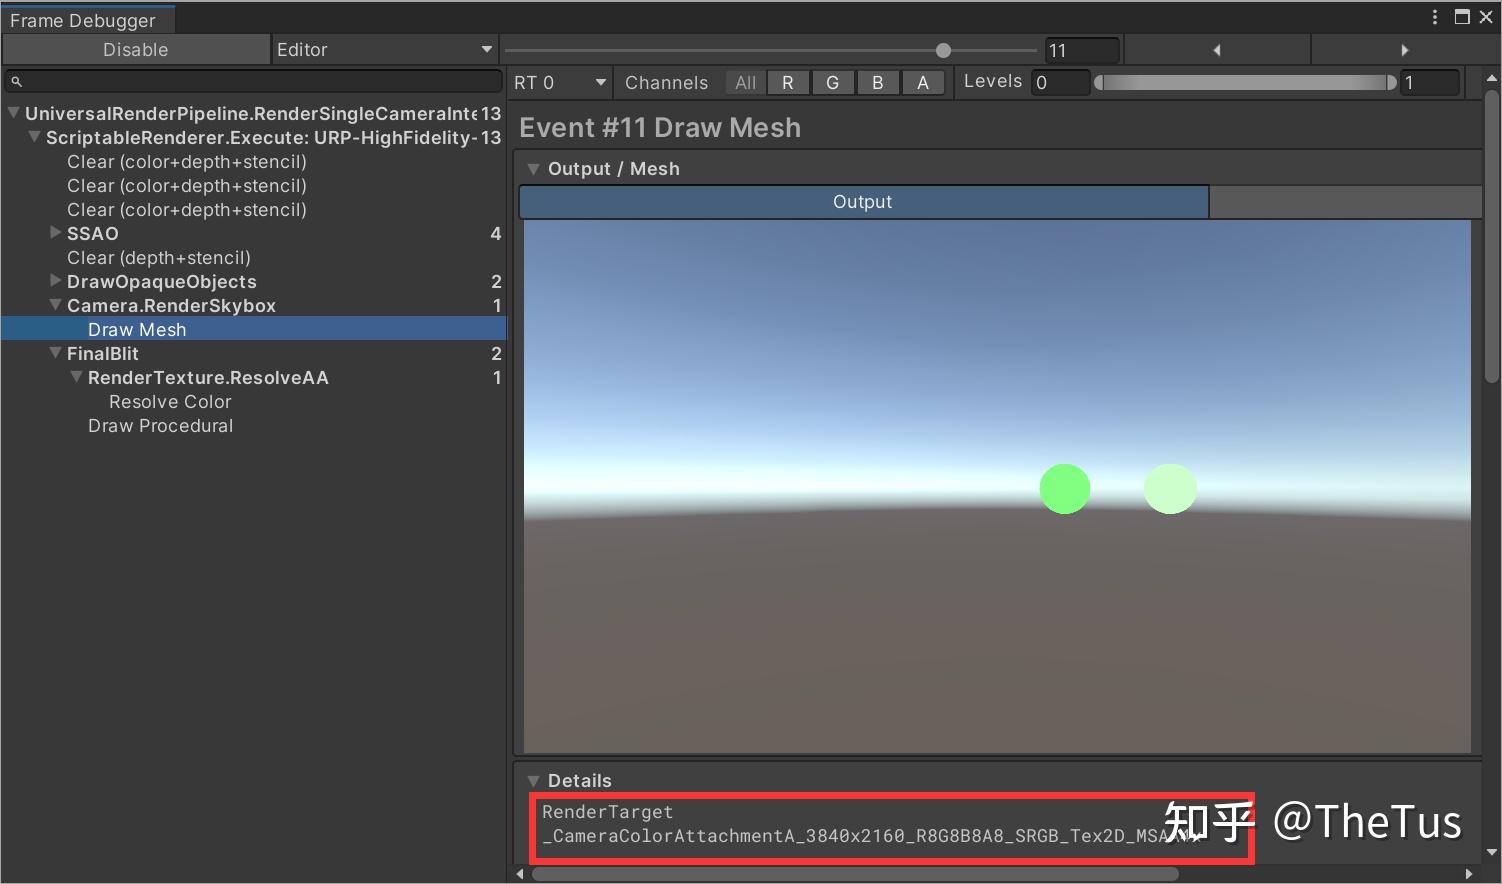 Frame Debugger
Disable
Editor
11
RT 0
Channels
All
R
G
B
A
Levels
0
1
UniversalRenderPipeline.RenderSingleCameraInte 13
ScriptableRenderer.Execute: URP-HighFidelity- 13
Clear (color+depth+stencil)
Clear (color+depth+stencil)
Clear (color+depth+stencil)
SSAO 4
Clear (depth+stencil)
DrawOpaqueObjects 2
Camera.RenderSkybox 1
Draw Mesh
FinalBlit 2
RenderTexture.ResolveAA 1
Resolve Color
Draw Procedural
Event #11 Draw Mesh
Output / Mesh
Output
Details
RenderTarget
_CameraColorAttachmentA_3840x2160_R8G8B8A8_SRGB_Tex2D_MSAA4x
知乎 @TheTus